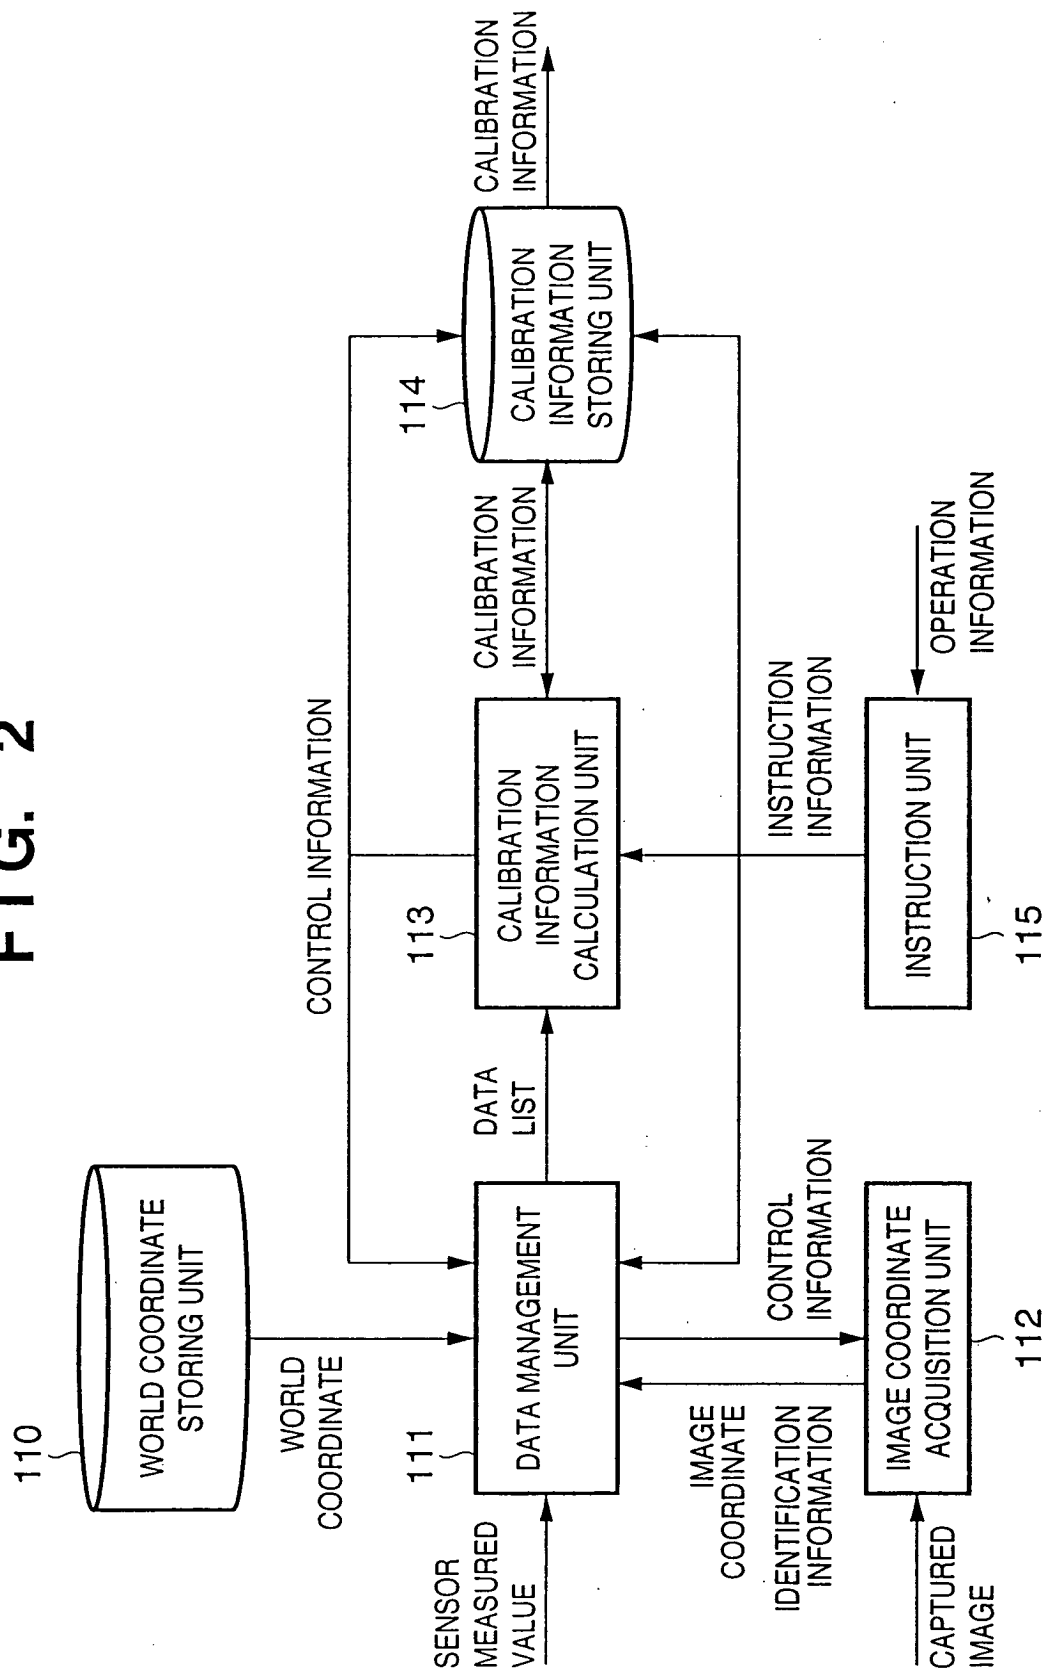 FIG. 2
110
WORLD COORDINATE
STORING UNIT
WORLD
COORDINATE
CONTROL INFORMATION
SENSOR
MEASURED
VALUE
111
DATA MANAGEMENT
UNIT
DATA
LIST
113
CALIBRATION
INFORMATION
CALCULATION UNIT
CALIBRATION
INFORMATION
114
CALIBRATION
INFORMATION
STORING UNIT
CALIBRATION
INFORMATION
IMAGE
COORDINATE
IDENTIFICATION
INFORMATION
CONTROL
INFORMATION
INSTRUCTION
INFORMATION
CAPTURED
IMAGE
IMAGE COORDINATE
ACQUISITION UNIT
112
INSTRUCTION UNIT
115
OPERATION
INFORMATION